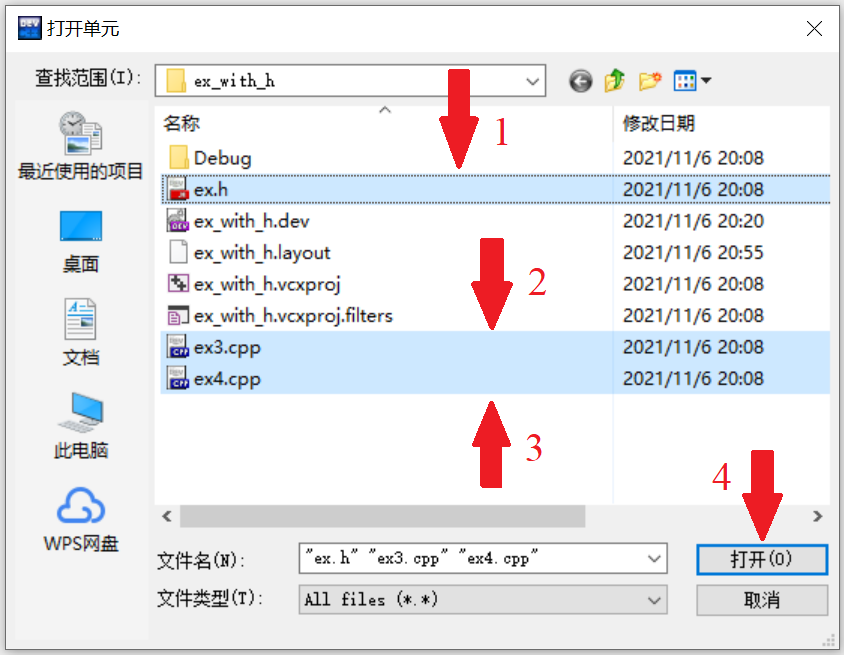 打开单元
查找范围(I):
ex_with_h
名称
修改日期
1
Debug
2021/11/6 20:08
最近使用的项目
ex.h
2021/11/6 20:08
ex_with_h.dev
2021/11/6 20:20
桌面
ex_with_h.layout
2021/11/6 20:55
2
ex_with_h.vcxproj
2021/11/6 20:08
ex_with_h.vcxproj.filters
2021/11/6 20:08
文档
ex3.cpp
2021/11/6 20:08
ex4.cpp
2021/11/6 20:08
此电脑
3
4
WPS网盘
文件名(N):
"ex.h" "ex3.cpp" "ex4.cpp"
打开(O)
文件类型(T):
All files (*.*)
取消